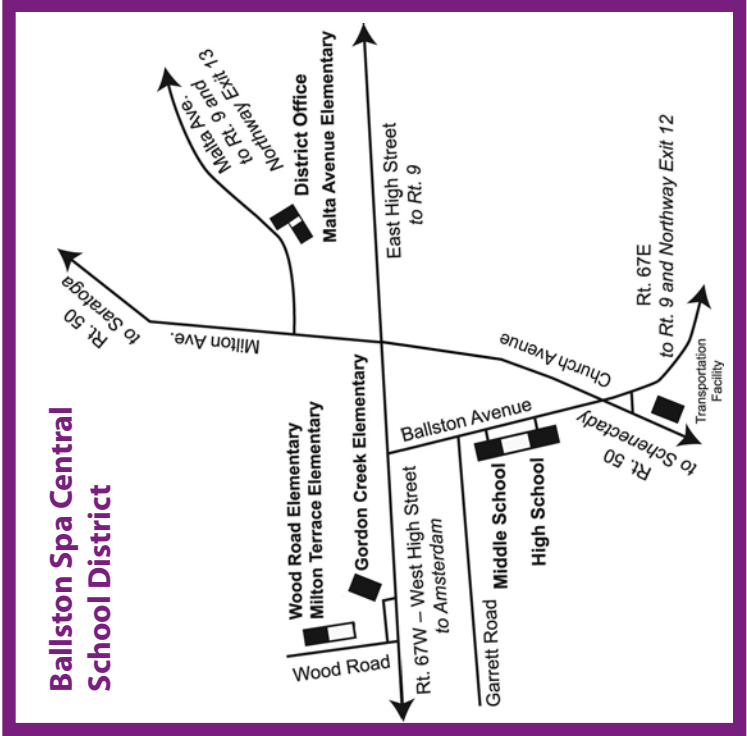 Ballston Spa Central
School District
Malta Ave.
to Rt. 9 and
Northway Exit 13
District Office
Malta Avenue Elementary
Rt. 50
to Saratoga
Milton Ave.
East High Street
to Rt. 9
Wood Road Elementary
Milton Terrace Elementary
Gordon Creek Elementary
Wood Road
Rt. 67W – West High Street
to Amsterdam
Ballston Avenue
Church Avenue
Garrett Road
Middle School
High School
Rt. 50
to Schenectady
Rt. 67E
to Rt. 9 and Northway Exit 12
Transportation
Facility